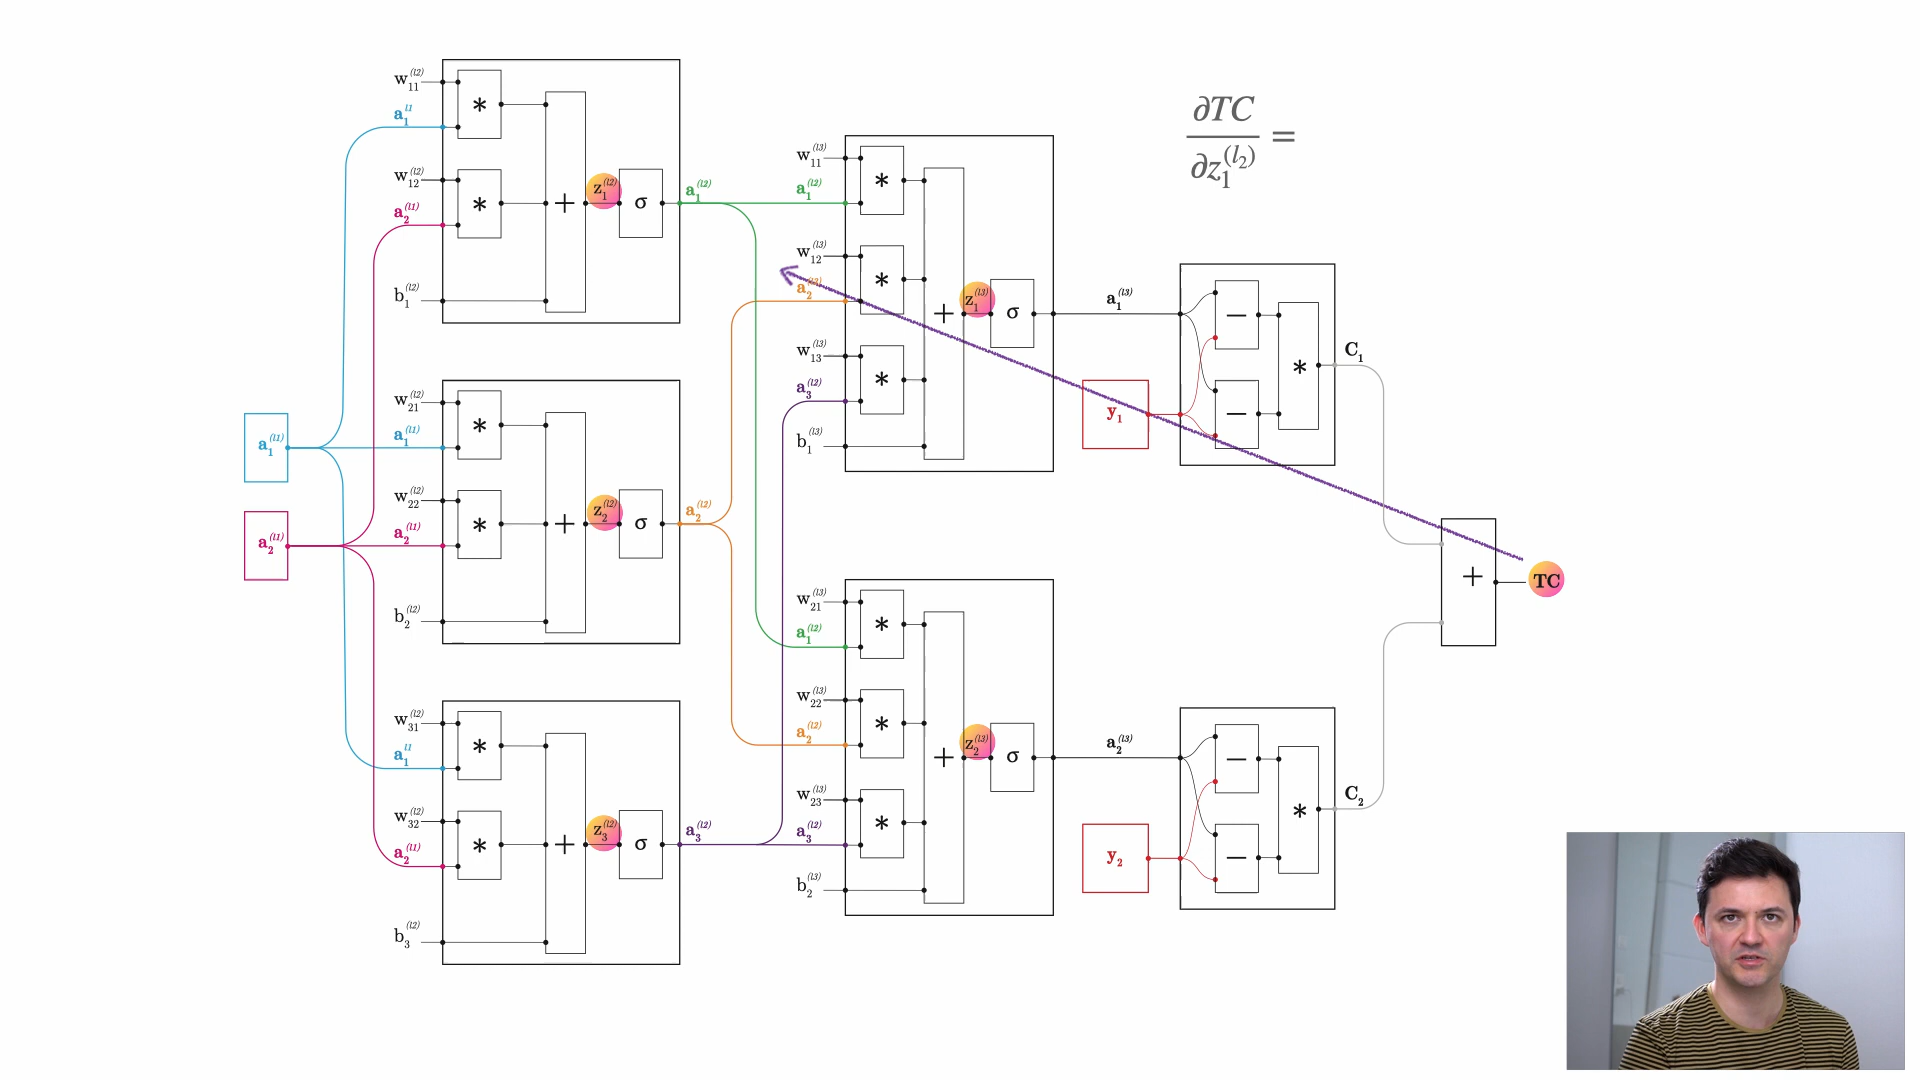 ∂TC
∂z₁^(l₂)
=
w₁₁^(l2)
*
a₁^l1
w₁₂^(l2)
*
a₂^(l1)
+
z₁^(l2)
σ
b₁^(l2)
a₁^(l2)
w₂₁^(l2)
*
a₁^(l1)
w₂₂^(l2)
*
a₂^(l1)
+
z₂^(l2)
σ
b₂^(l2)
a₂^(l2)
w₃₁^(l2)
*
a₁^l1
w₃₂^(l2)
*
a₂^(l1)
+
z₃^(l2)
σ
b₃^(l2)
a₃^(l2)
a₁^(l1)
a₂^(l1)
w₁₁^(l3)
*
a₁^(l2)
w₁₂^(l3)
*
a₂^(l2)
w₁₃^(l3)
*
a₃^(l2)
+
z₁^(l3)
σ
b₁^(l3)
a₁^(l3)
w₂₁^(l3)
*
a₁^(l2)
w₂₂^(l3)
*
a₂^(l2)
w₂₃^(l3)
*
a₃^(l2)
+
z₂^(l3)
σ
b₂^(l3)
a₂^(l3)
y₁
−
−
*
C₁
y₂
−
−
*
C₂
+
TC